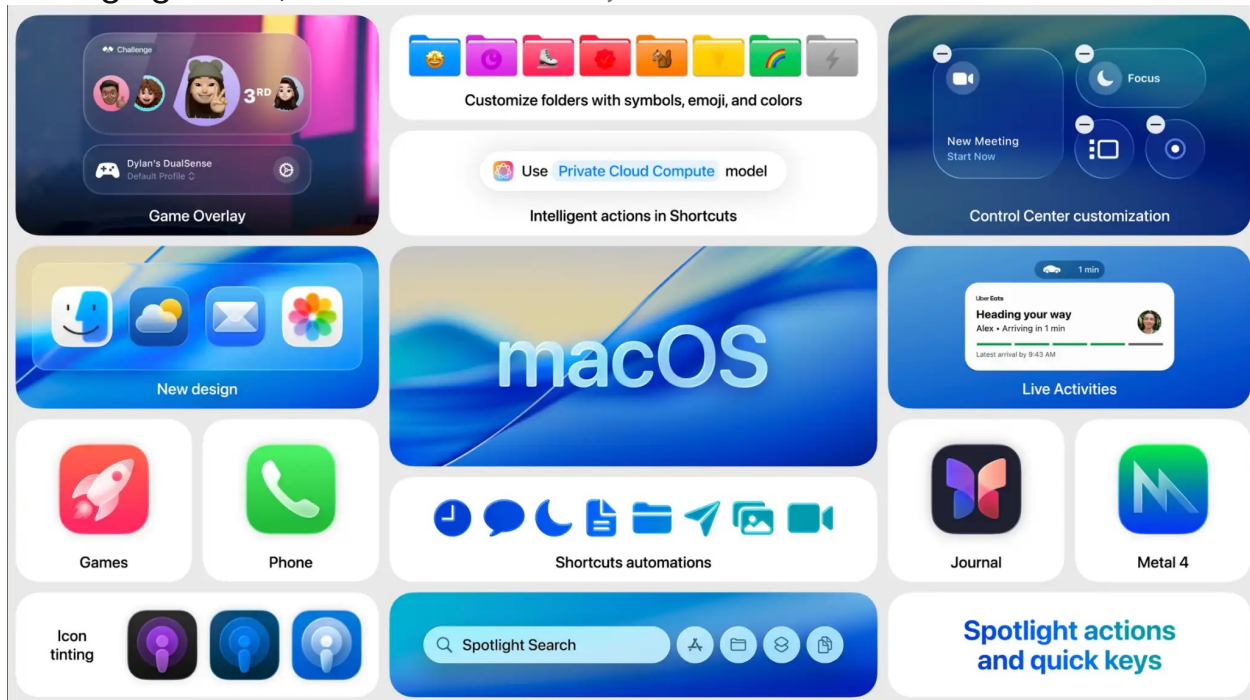 Challenge
3RD
Dylan's DualSense
Default Profile
Game Overlay
Customize folders with symbols, emoji, and colors
Use Private Cloud Compute model
Intelligent actions in Shortcuts
Focus
New Meeting
Start Now
Control Center customization
New design
macOS
1 min
Uber Eats
Heading your way
Alex • Arriving in 1 min
Latest arrival by 9:43 AM
Live Activities
Games
Phone
Shortcuts automations
Journal
Metal 4
Icon
tinting
Spotlight Search
Spotlight actions
and quick keys